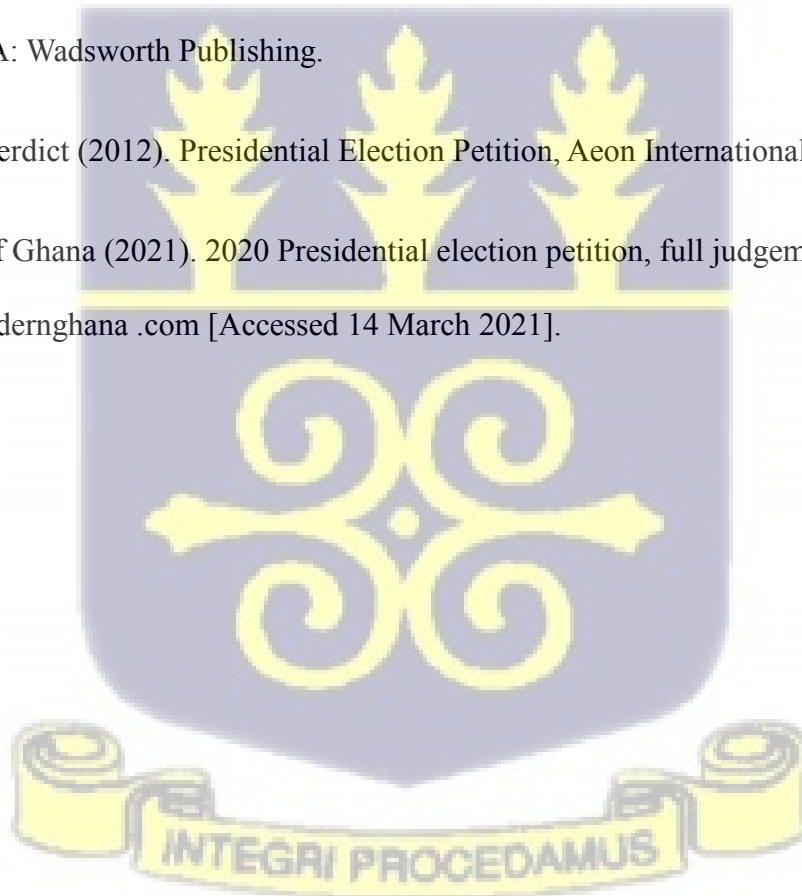 A: Wadsworth Publishing.
erdict (2012). Presidential Election Petition, Aeon International
f Ghana (2021). 2020 Presidential election petition, full judgem
dernghana .com [Accessed 14 March 2021].
INTEGRI PROCEDAMUS